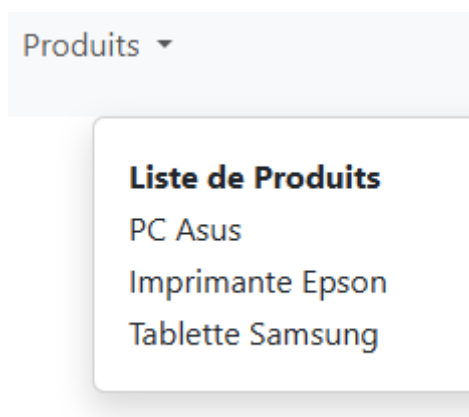 Produits
Liste de Produits
PC Asus
Imprimante Epson
Tablette Samsung